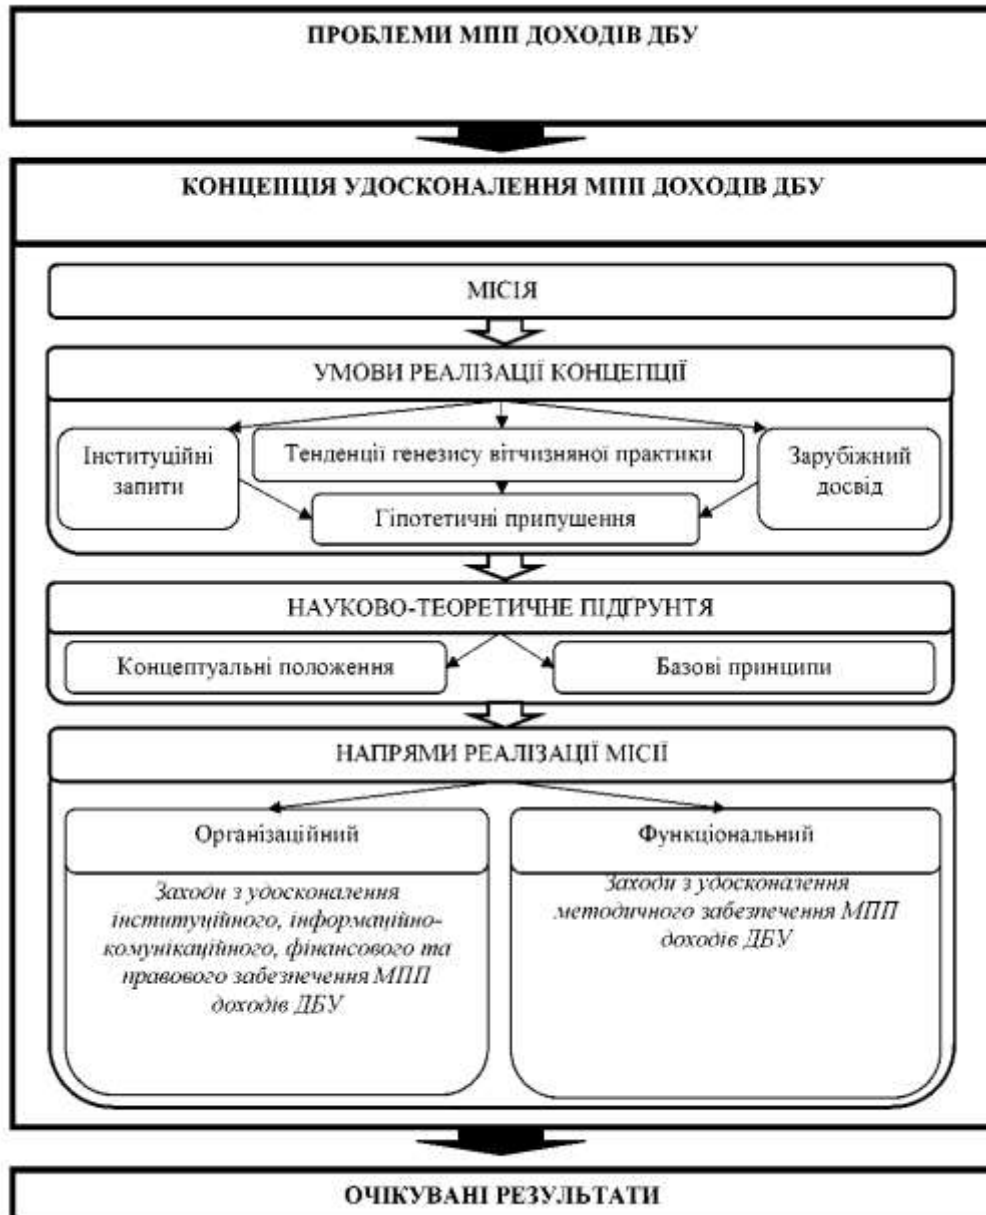 ПРОБЛЕМИ МПП ДОХОДІВ ДБУ
КОНЦЕПЦІЯ УДОСКОНАЛЕННЯ МПП ДОХОДІВ ДБУ
МІСІЯ
УМОВИ РЕАЛІЗАЦІЇ КОНЦЕПЦІЇ
Інституційні
запити
Тенденції генезису вітчизняної практики
Зарубіжний
досвід
Гіпотетичні припущення
НАУКОВО-ТЕОРЕТИЧНЕ ПІДҐРУНТЯ
Концептуальні положення
Базові принципи
НАПРЯМИ РЕАЛІЗАЦІЇ МІСІЇ
Організаційний
Заходи з удосконалення
інституційного, інформаційно-
комунікаційного, фінансового та
правового забезпечення МПП
доходів ДБУ
Функціональний
Заходи з удосконалення
методичного забезпечення МПП
доходів ДБУ
ОЧІКУВАНІ РЕЗУЛЬТАТИ